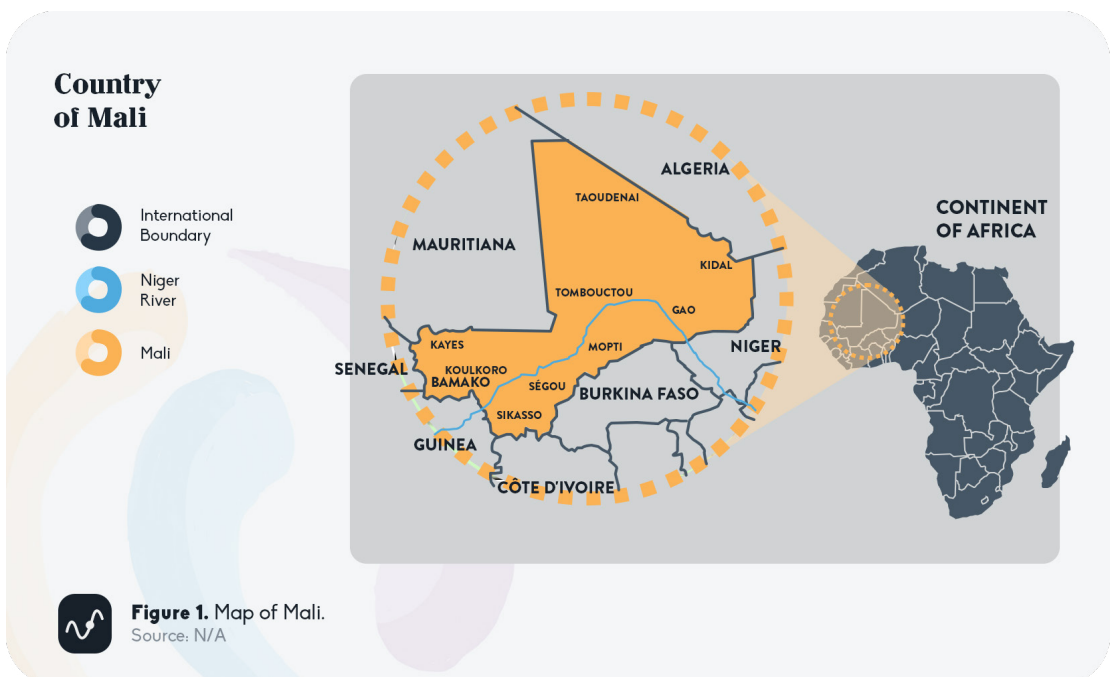 Country
of Mali
International
Boundary
Niger
River
Mali
ALGERIA
TAOUDENAI
MAURITIANA
KIDAL
TOMBOUCTOU
GAO
KAYES
MOPTI
NIGER
SENEGAL
KOULKORO
BAMAKO
SÉGOU
BURKINA FASO
SIKASSO
GUINEA
CÔTE D'IVOIRE
CONTINENT
OF AFRICA
Figure 1. Map of Mali.
Source: N/A